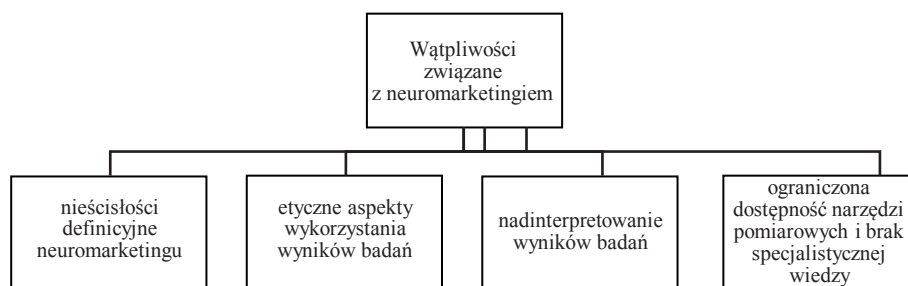 Wątpliwości
związane
z neuromarketingiem
nieścisłości
definicyjne
neuromarketingu
etyczne aspekty
wykorzystania
wyników badań
nadinterpretowanie
wyników badań
ograniczona
dostępność narzędzi
pomiarowych i brak
specjalistycznej
wiedzy